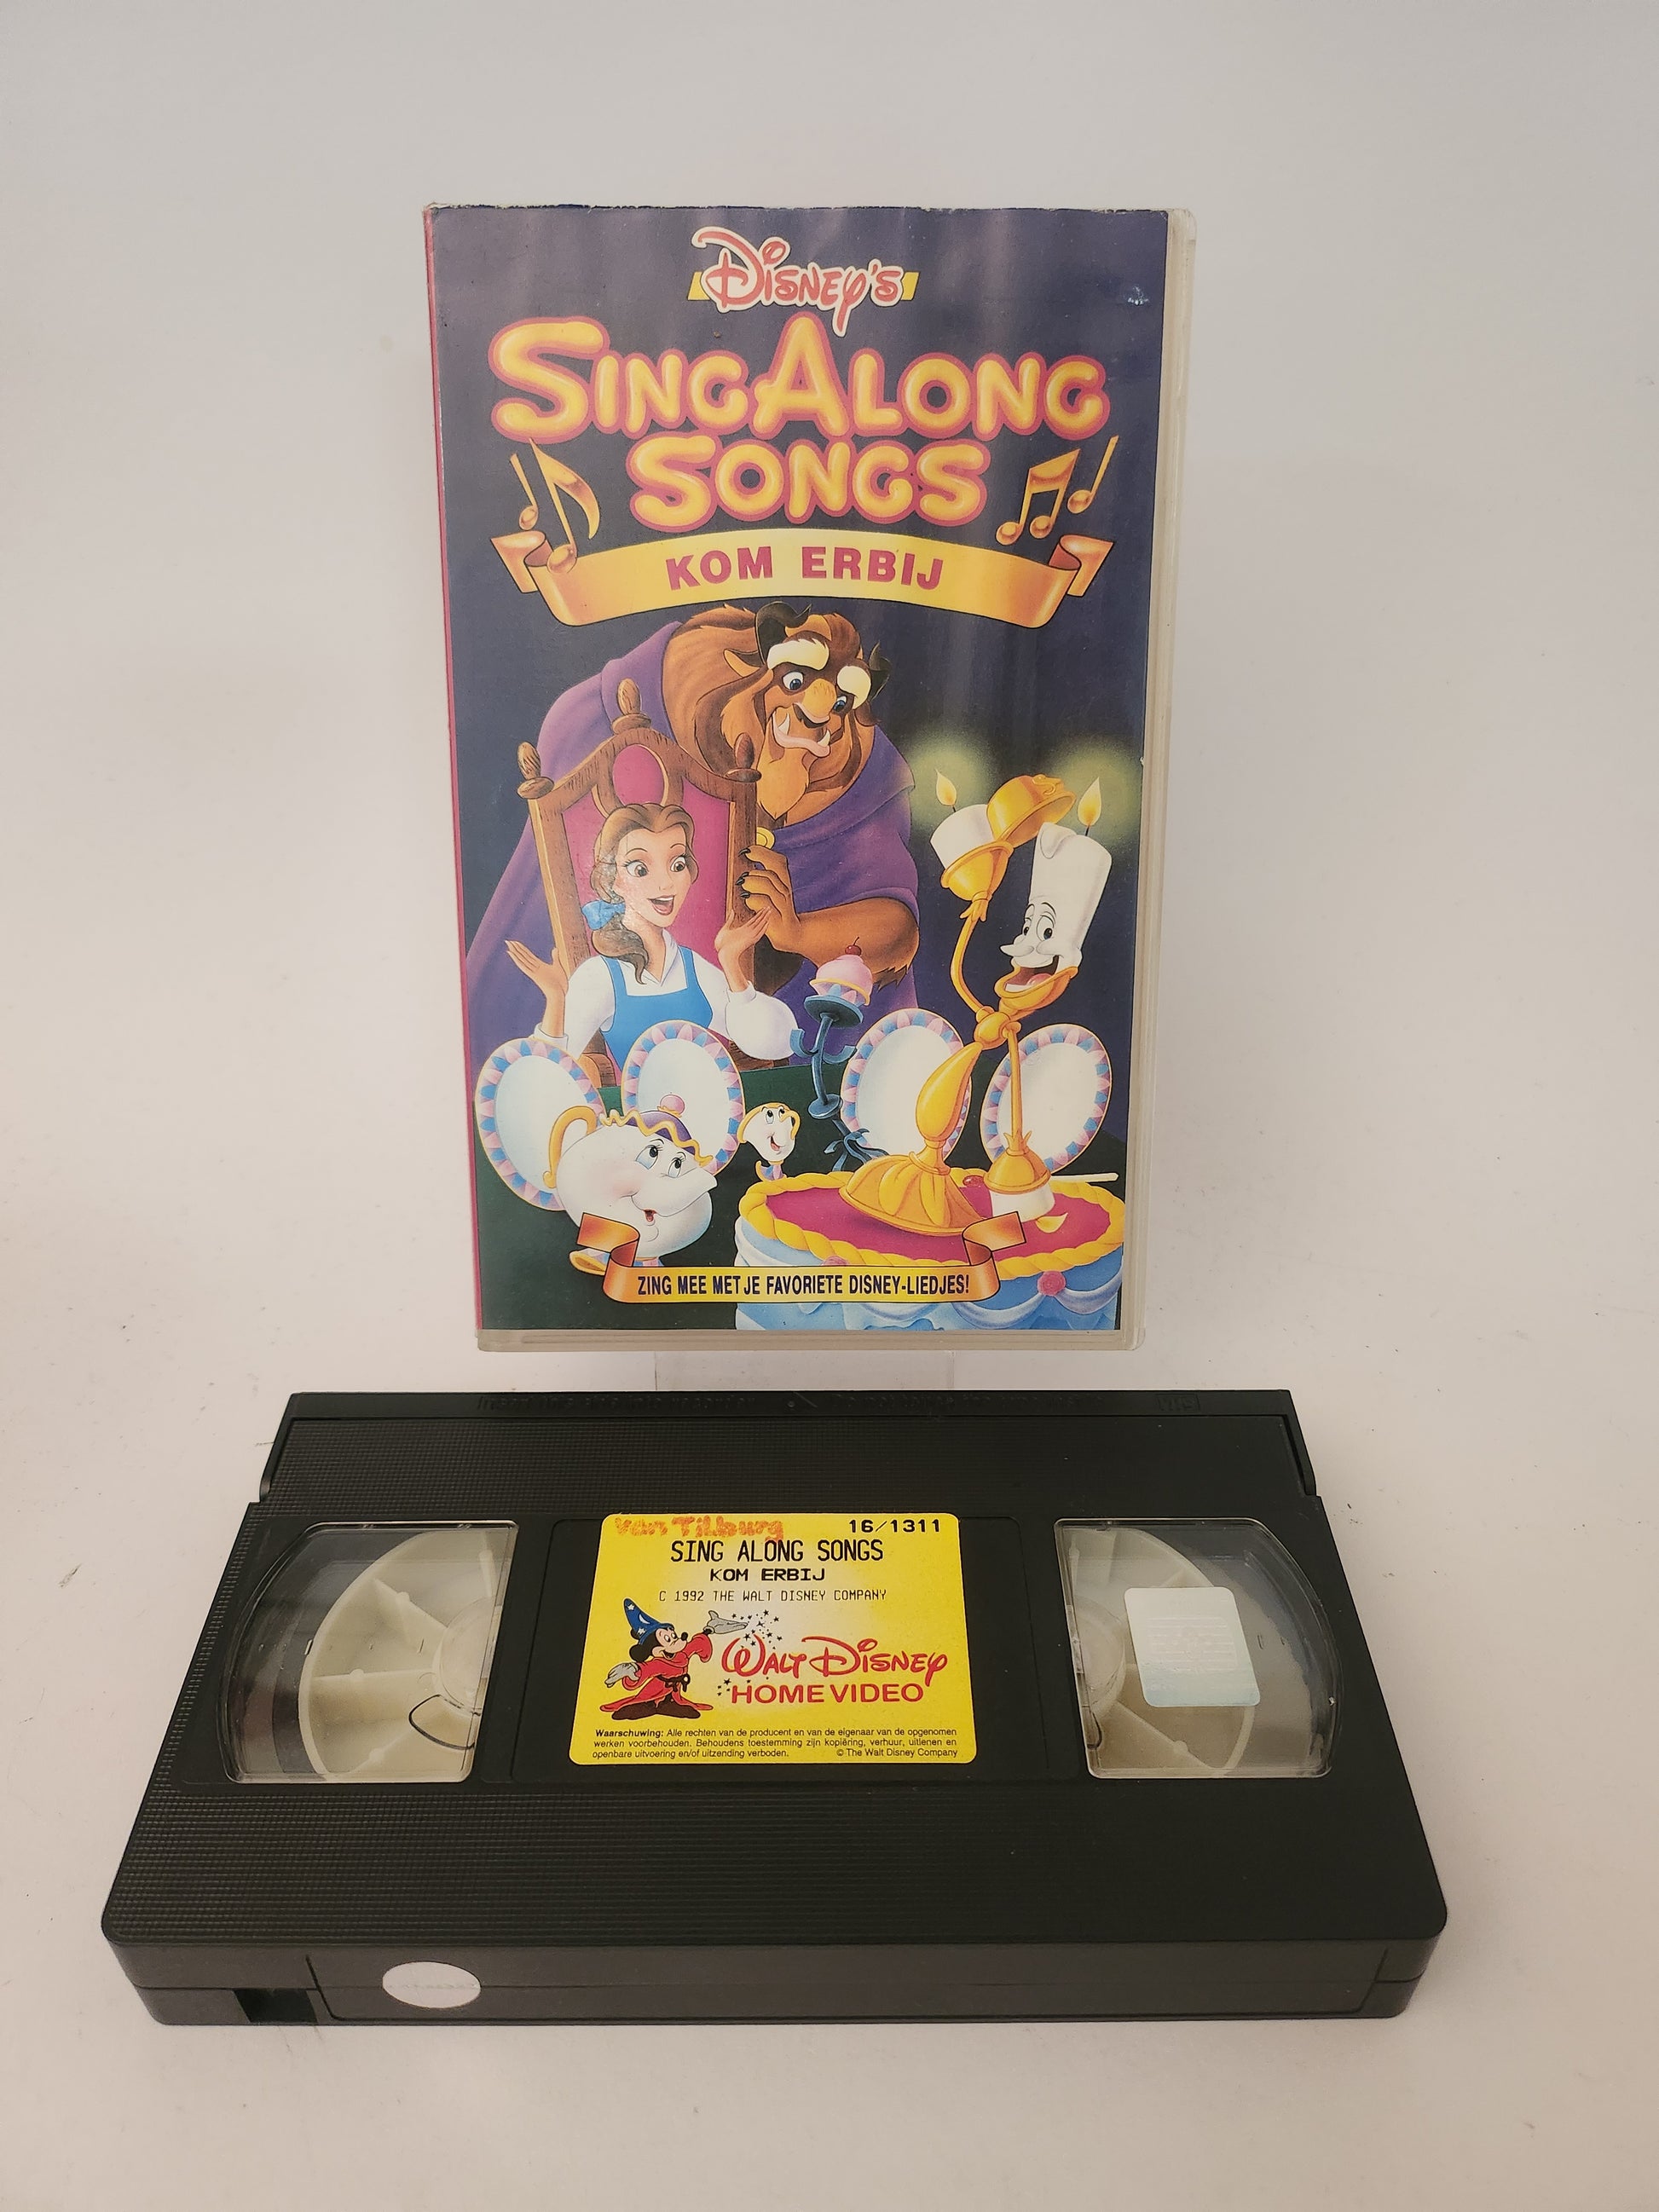 Disney's
Sing Along
Songs
KOM ERBIJ
ZING MEE MET JE FAVORIETE DISNEY-LIEDJES!
van Tilburg 16/1311
SING ALONG SONGS
KOM ERBIJ
C 1992 THE WALT DISNEY COMPANY
WALT DISNEY
HOME VIDEO
Waarschuwing: Alle rechten van de producent en van de eigenaar van de opgenomen
werken voorbehouden. Behoudens toestemming zijn kopiëring, verhuur, uitlenen en
openbare uitvoering en/of uitzending verboden. © The Walt Disney Company